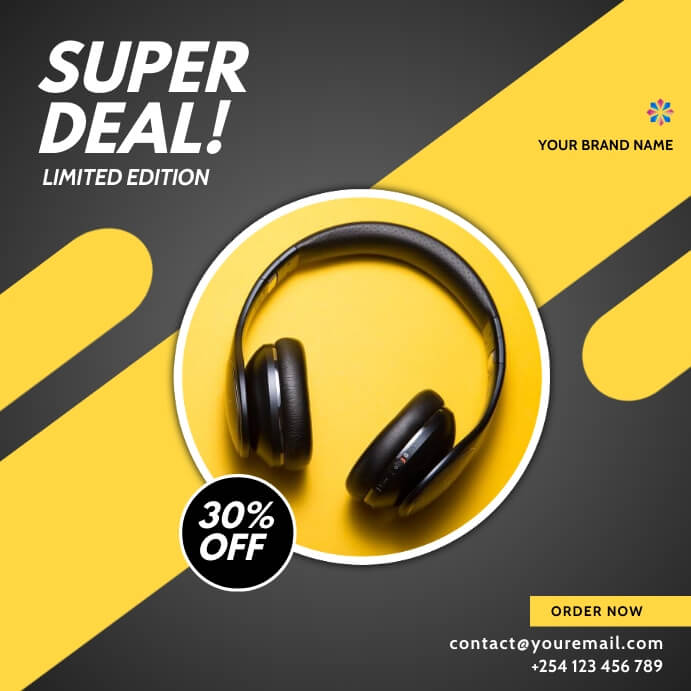 SUPER
DEAL!
LIMITED EDITION
YOUR BRAND NAME
30%
OFF
ORDER NOW
contact@youremail.com
+254 123 456 789